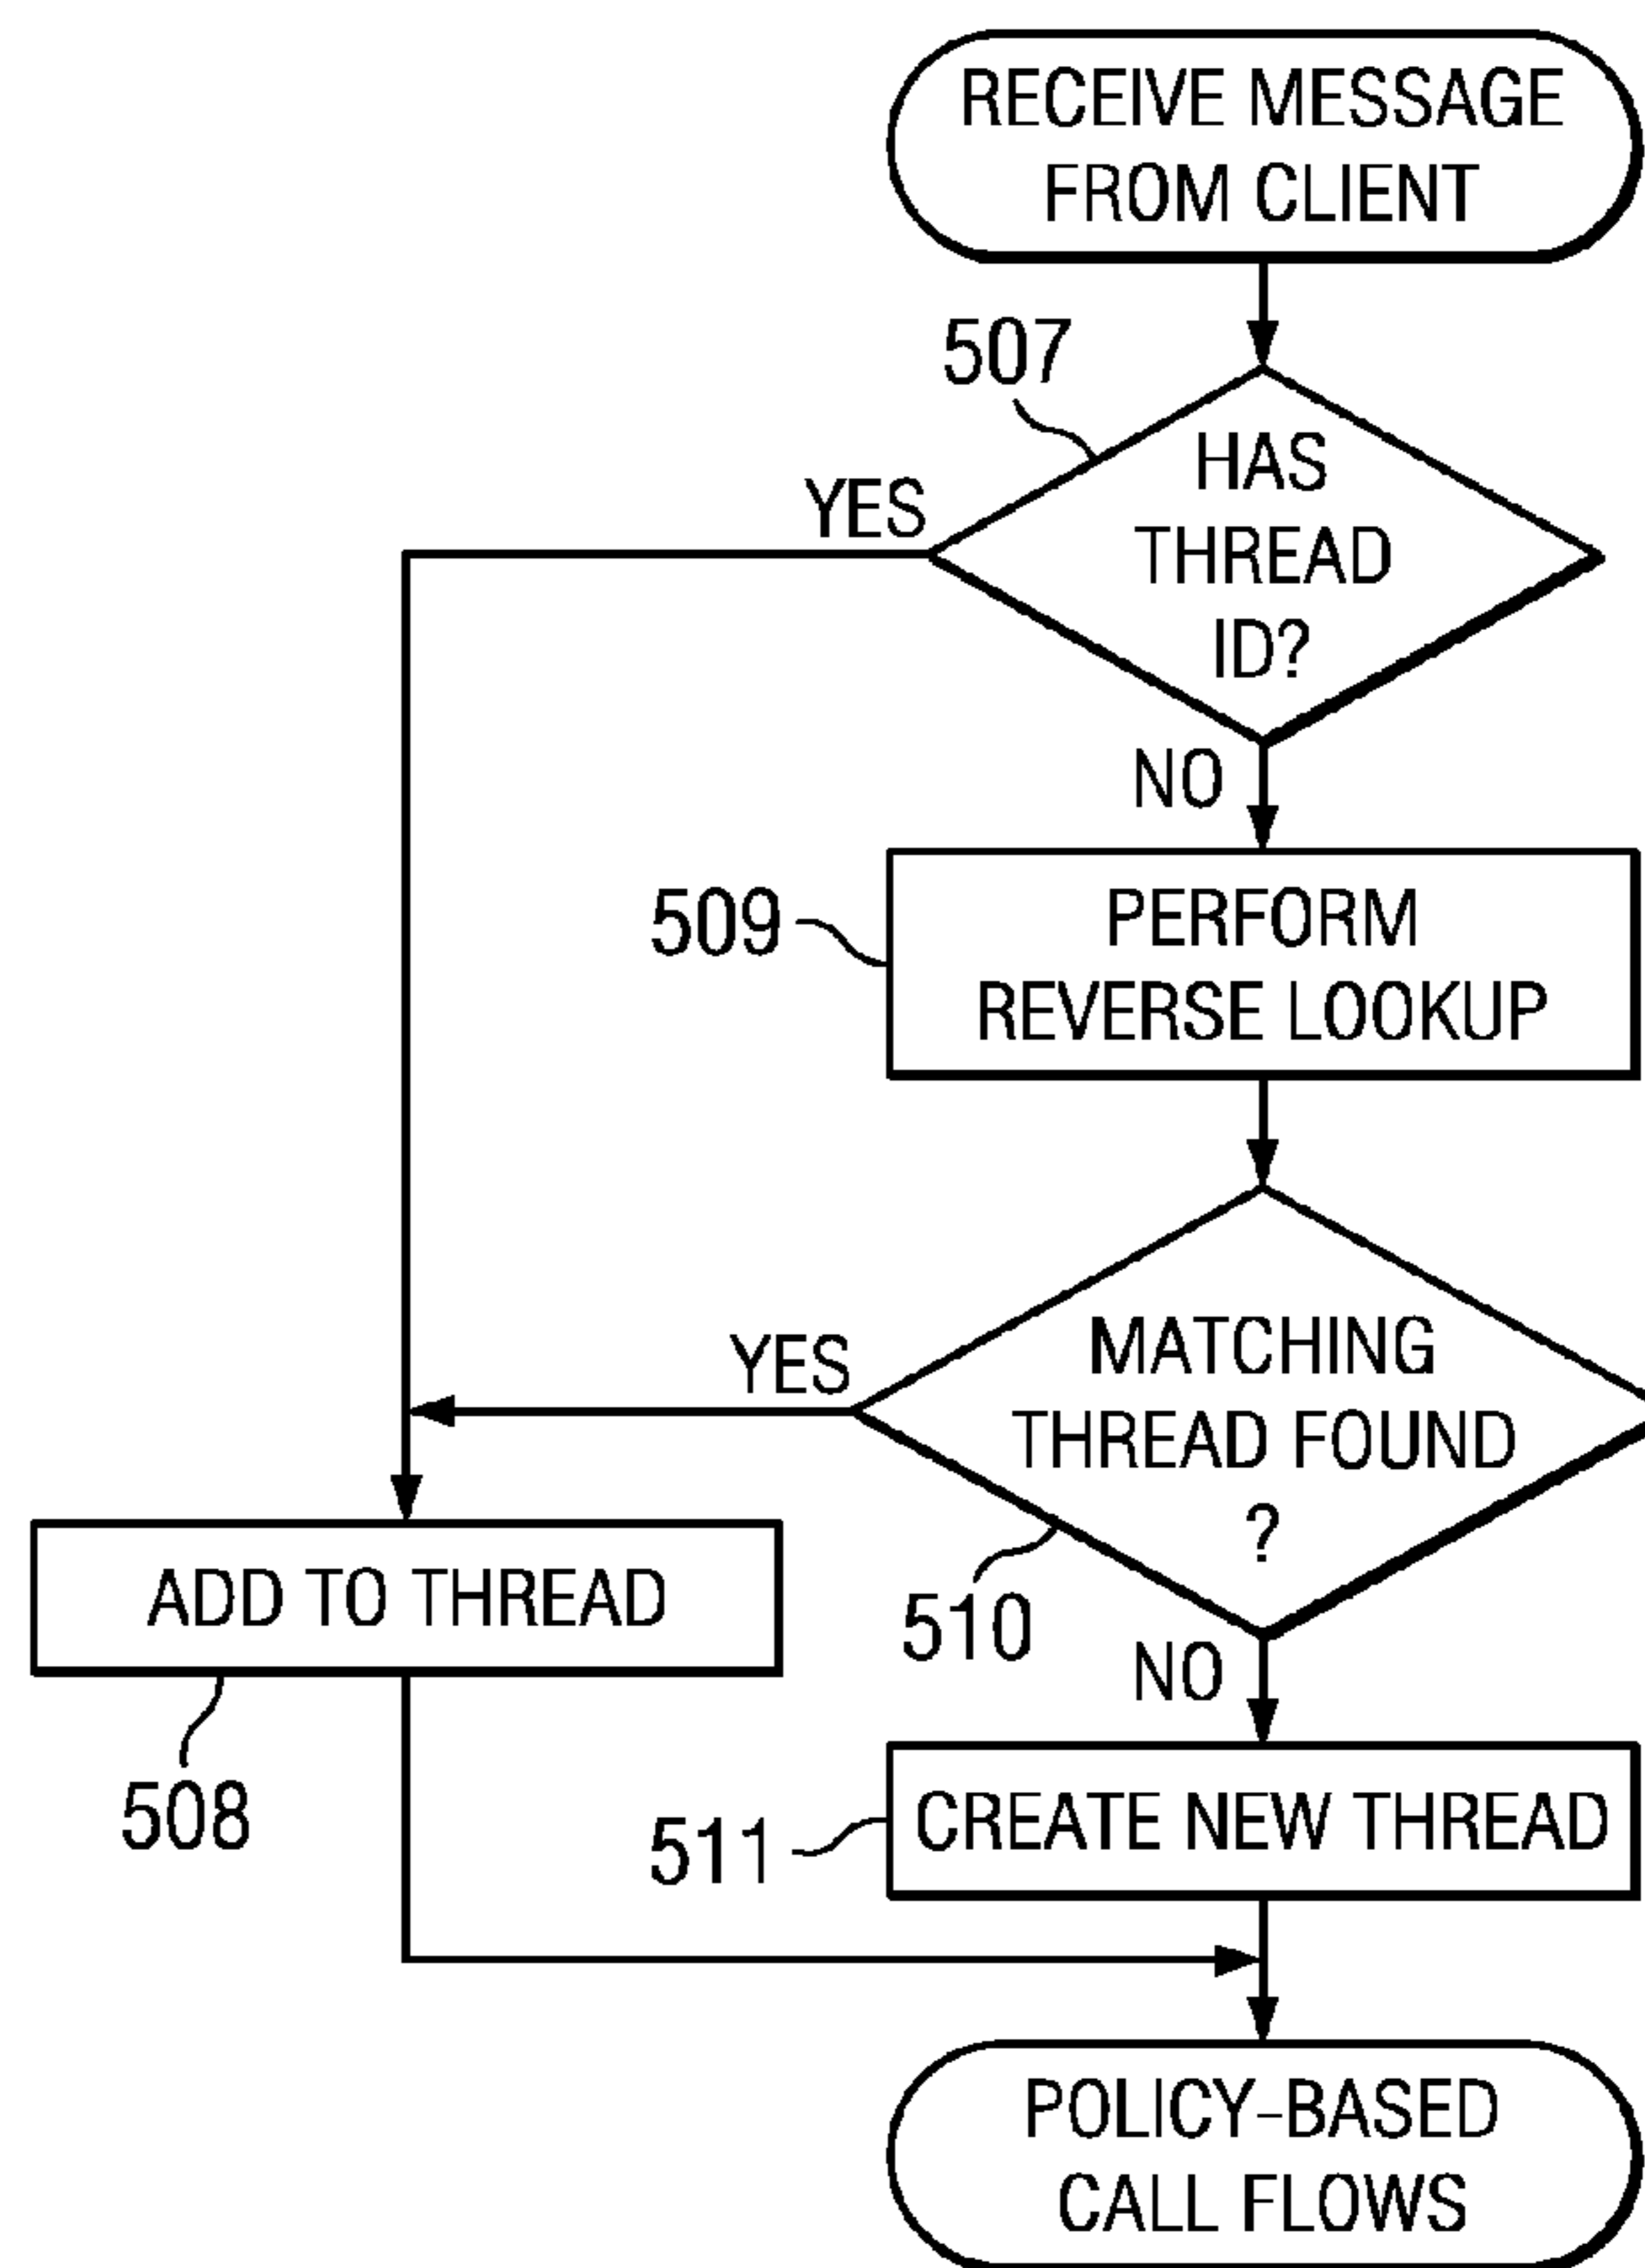 RECEIVE MESSAGE
FROM CLIENT
507
HAS
THREAD
ID?
YES
NO
509
PERFORM
REVERSE LOOKUP
MATCHING
THREAD FOUND
?
YES
510
NO
ADD TO THREAD
508
511
CREATE NEW THREAD
POLICY-BASED
CALL FLOWS